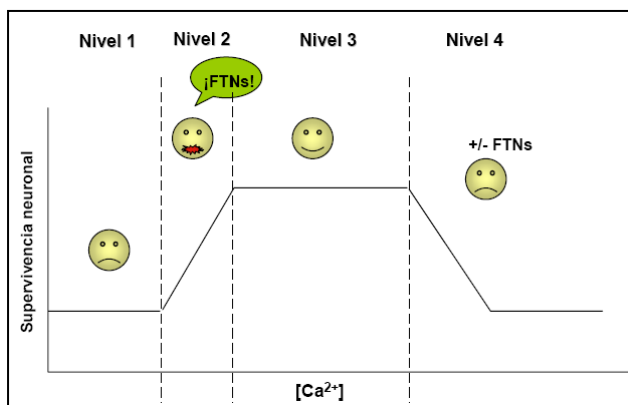 Nivel 1
Nivel 2
Nivel 3
Nivel 4
¡FTNs!
+/- FTNs
Supervivencia neuronal
[Ca²⁺]